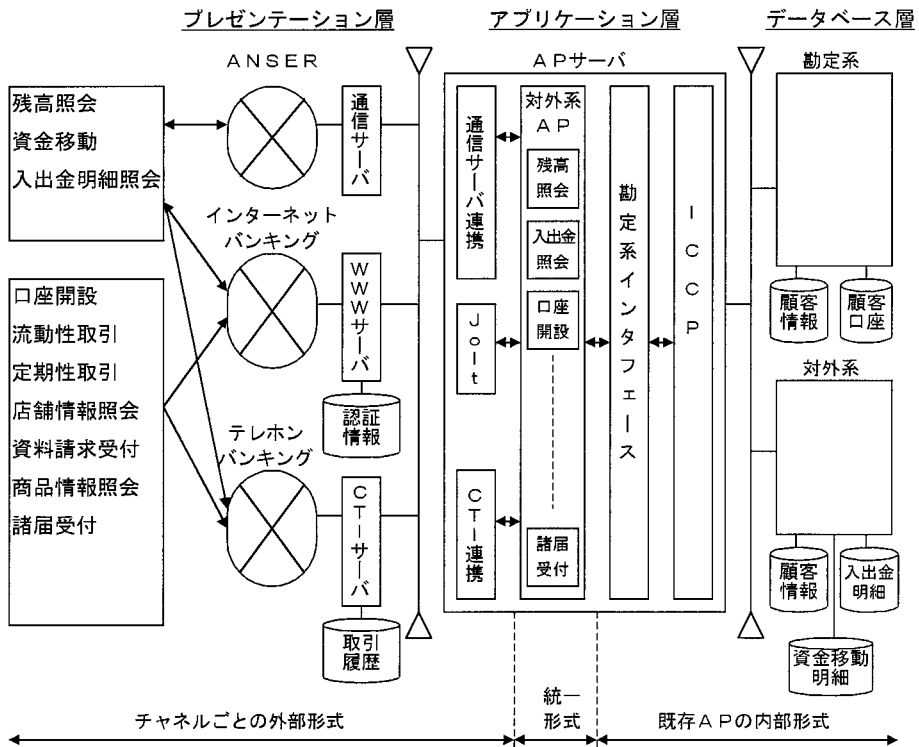 プレゼンテーション層
アプリケーション層
データベース層
ANSER
APサーバ
勘定系
残高照会
資金移動
入出金明細照会
通信サーバ
通信サーバ連携
対外系
AP
残高
照会
入出金
照会
口座
開設
諸届
受付
勘定系インタフェース
ICCP
顧客
情報
顧客
口座
インターネット
バンキング
WWWサーバ
認証
情報
Jolt
対外系
口座開設
流動性取引
定期性取引
店舗情報照会
資料請求受付
商品情報照会
諸届受付
テレホン
バンキング
CTIサーバ
取引
履歴
CTI連携
顧客
情報
入出金
明細
資金移動
明細
チャネルごとの外部形式
統一
形式
既存APの内部形式